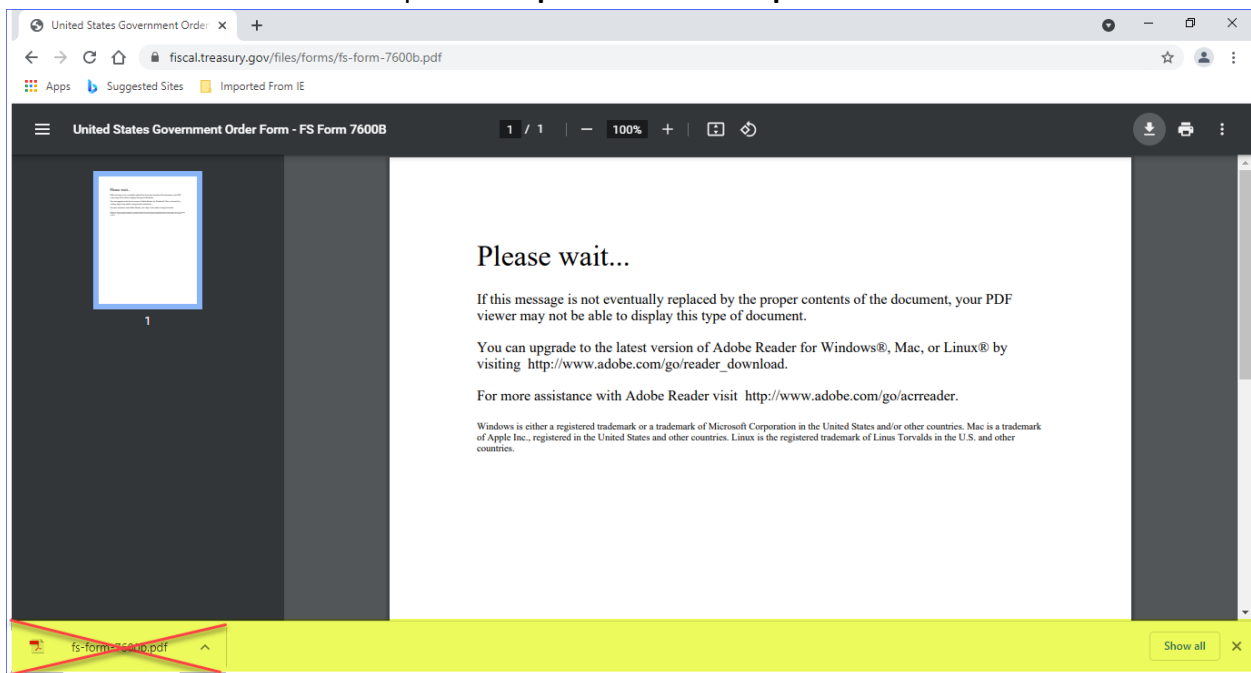 United States Government Order
fiscal.treasury.gov/files/forms/fs-form-7600b.pdf
Apps Suggested Sites Imported From IE
United States Government Order Form - FS Form 7600B 1 / 1 | − 100% + |
1
Please wait...
If this message is not eventually replaced by the proper contents of the document, your PDF
viewer may not be able to display this type of document.
You can upgrade to the latest version of Adobe Reader for Windows®, Mac, or Linux® by
visiting http://www.adobe.com/go/reader_download.
For more assistance with Adobe Reader visit http://www.adobe.com/go/acrreader.
Windows is either a registered trademark or a trademark of Microsoft Corporation in the United States and/or other countries. Mac is a trademark
of Apple Inc., registered in the United States and other countries. Linux is the registered trademark of Linus Torvalds in the U.S. and other
countries.
fs-form-7600b.pdf
Show all